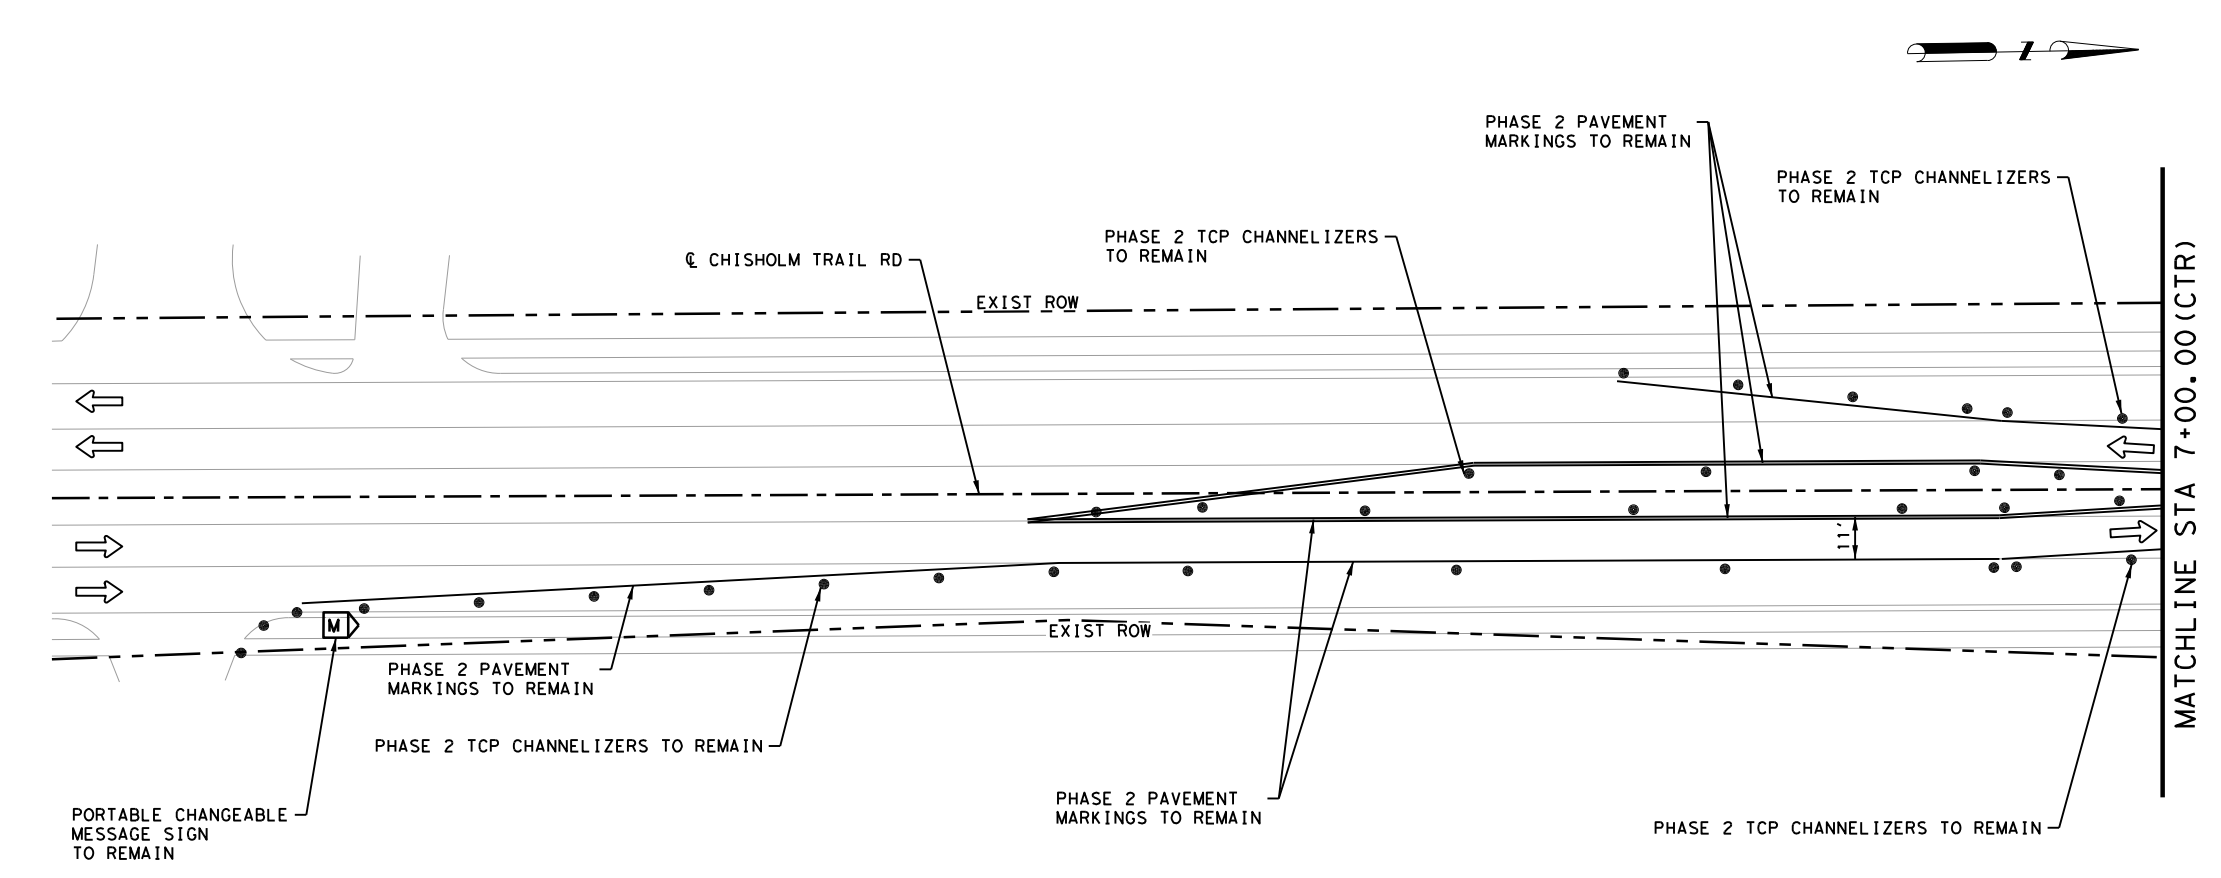 Z
PHASE 2 PAVEMENT
MARKINGS TO REMAIN
PHASE 2 TCP CHANNELIZERS
TO REMAIN
PHASE 2 TCP CHANNELIZERS
TO REMAIN
℄ CHISHOLM TRAIL RD
EXIST ROW
MATCHLINE STA 7+00.00(CTR)
11'
M
EXIST ROW
PHASE 2 PAVEMENT
MARKINGS TO REMAIN
PHASE 2 TCP CHANNELIZERS TO REMAIN
PHASE 2 PAVEMENT
MARKINGS TO REMAIN
PORTABLE CHANGEABLE
MESSAGE SIGN
TO REMAIN
PHASE 2 TCP CHANNELIZERS TO REMAIN